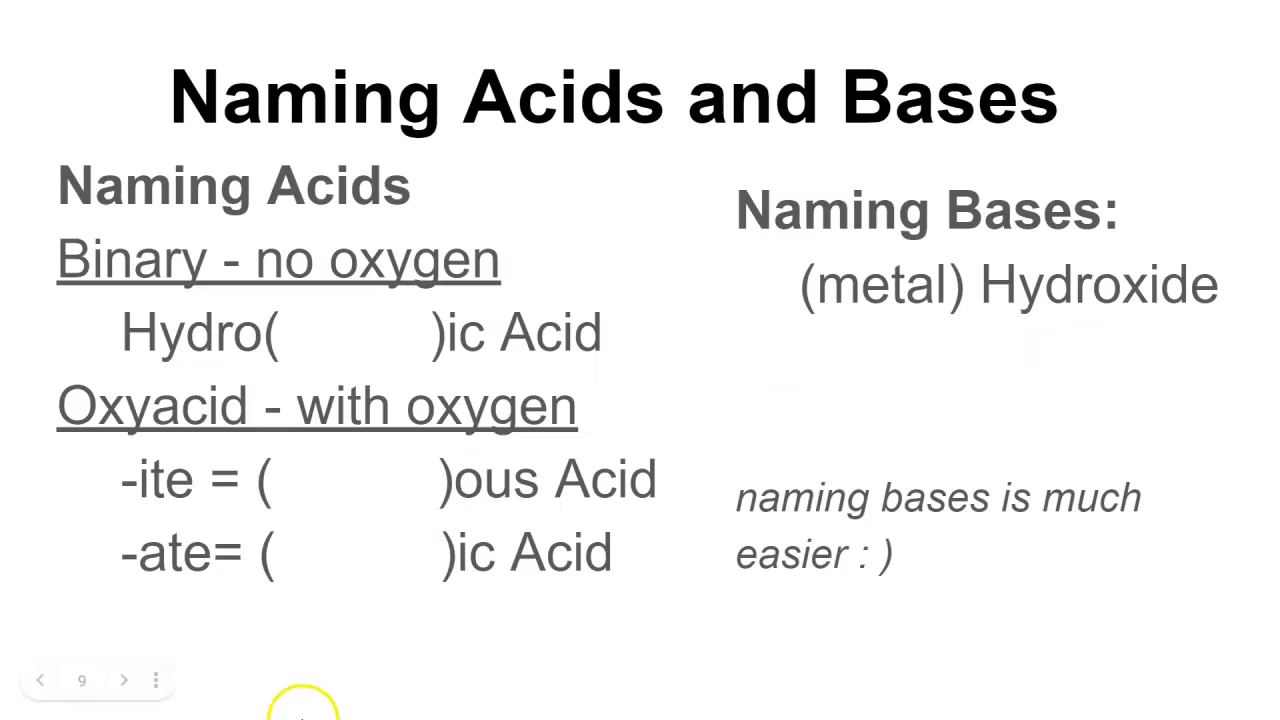 Naming Acids and Bases
Naming Acids
Binary - no oxygen
Hydro( )ic Acid
Oxyacid - with oxygen
-ite = ( )ous Acid
-ate= ( )ic Acid
Naming Bases:
(metal) Hydroxide
naming bases is much
easier : )
9